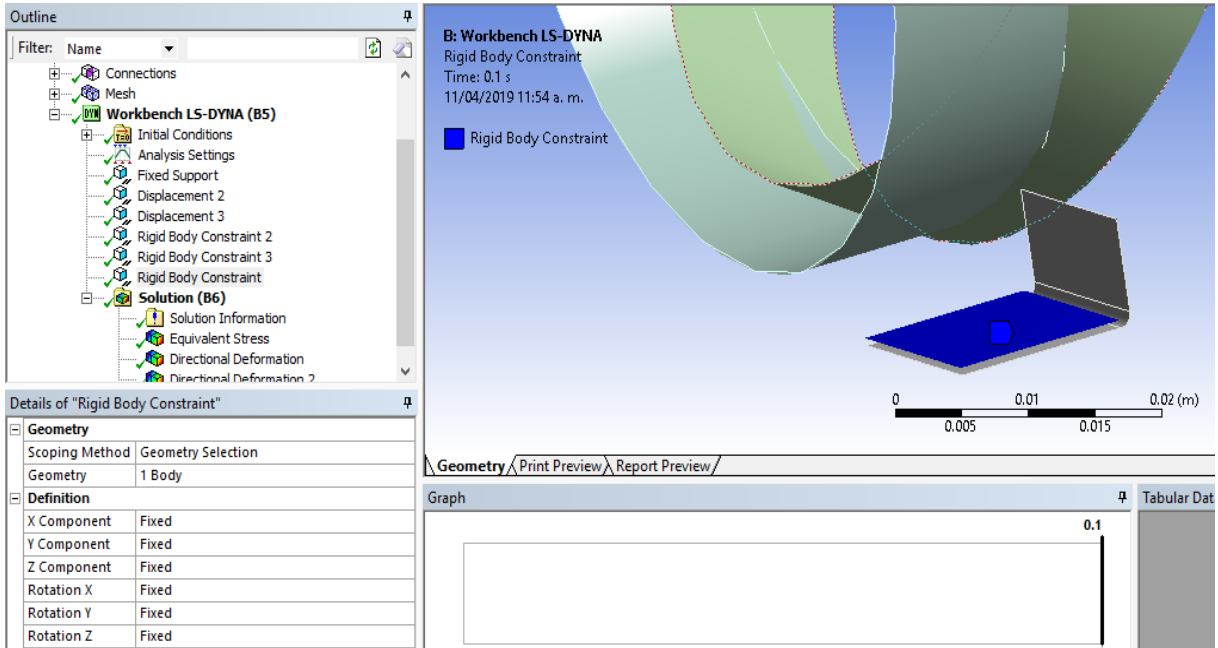 Outline
Filter: Name
Connections
Mesh
Workbench LS-DYNA (B5)
Initial Conditions
Analysis Settings
Fixed Support
Displacement 2
Displacement 3
Rigid Body Constraint 2
Rigid Body Constraint 3
Rigid Body Constraint
Solution (B6)
Solution Information
Equivalent Stress
Directional Deformation
Directional Deformation 2
Details of "Rigid Body Constraint"
Geometry
Scoping Method Geometry Selection
Geometry 1 Body
Definition
X Component Fixed
Y Component Fixed
Z Component Fixed
Rotation X Fixed
Rotation Y Fixed
Rotation Z Fixed
B: Workbench LS-DYNA
Rigid Body Constraint
Time: 0.1 s
11/04/2019 11:54 a. m.
Rigid Body Constraint
0 0.01 0.02 (m)
0.005 0.015
Geometry Print Preview Report Preview
Graph
0.1
Tabular Dat